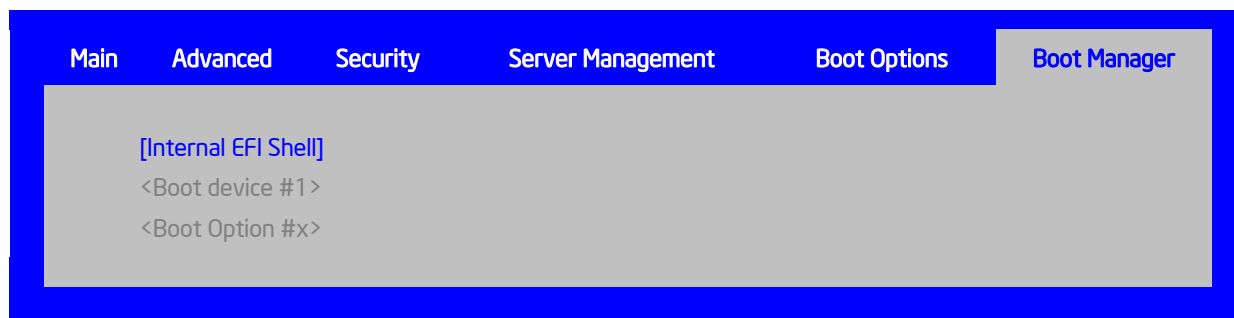 Main Advanced Security Server Management Boot Options Boot Manager
[Internal EFI Shell]
<Boot device #1>
<Boot Option #x>